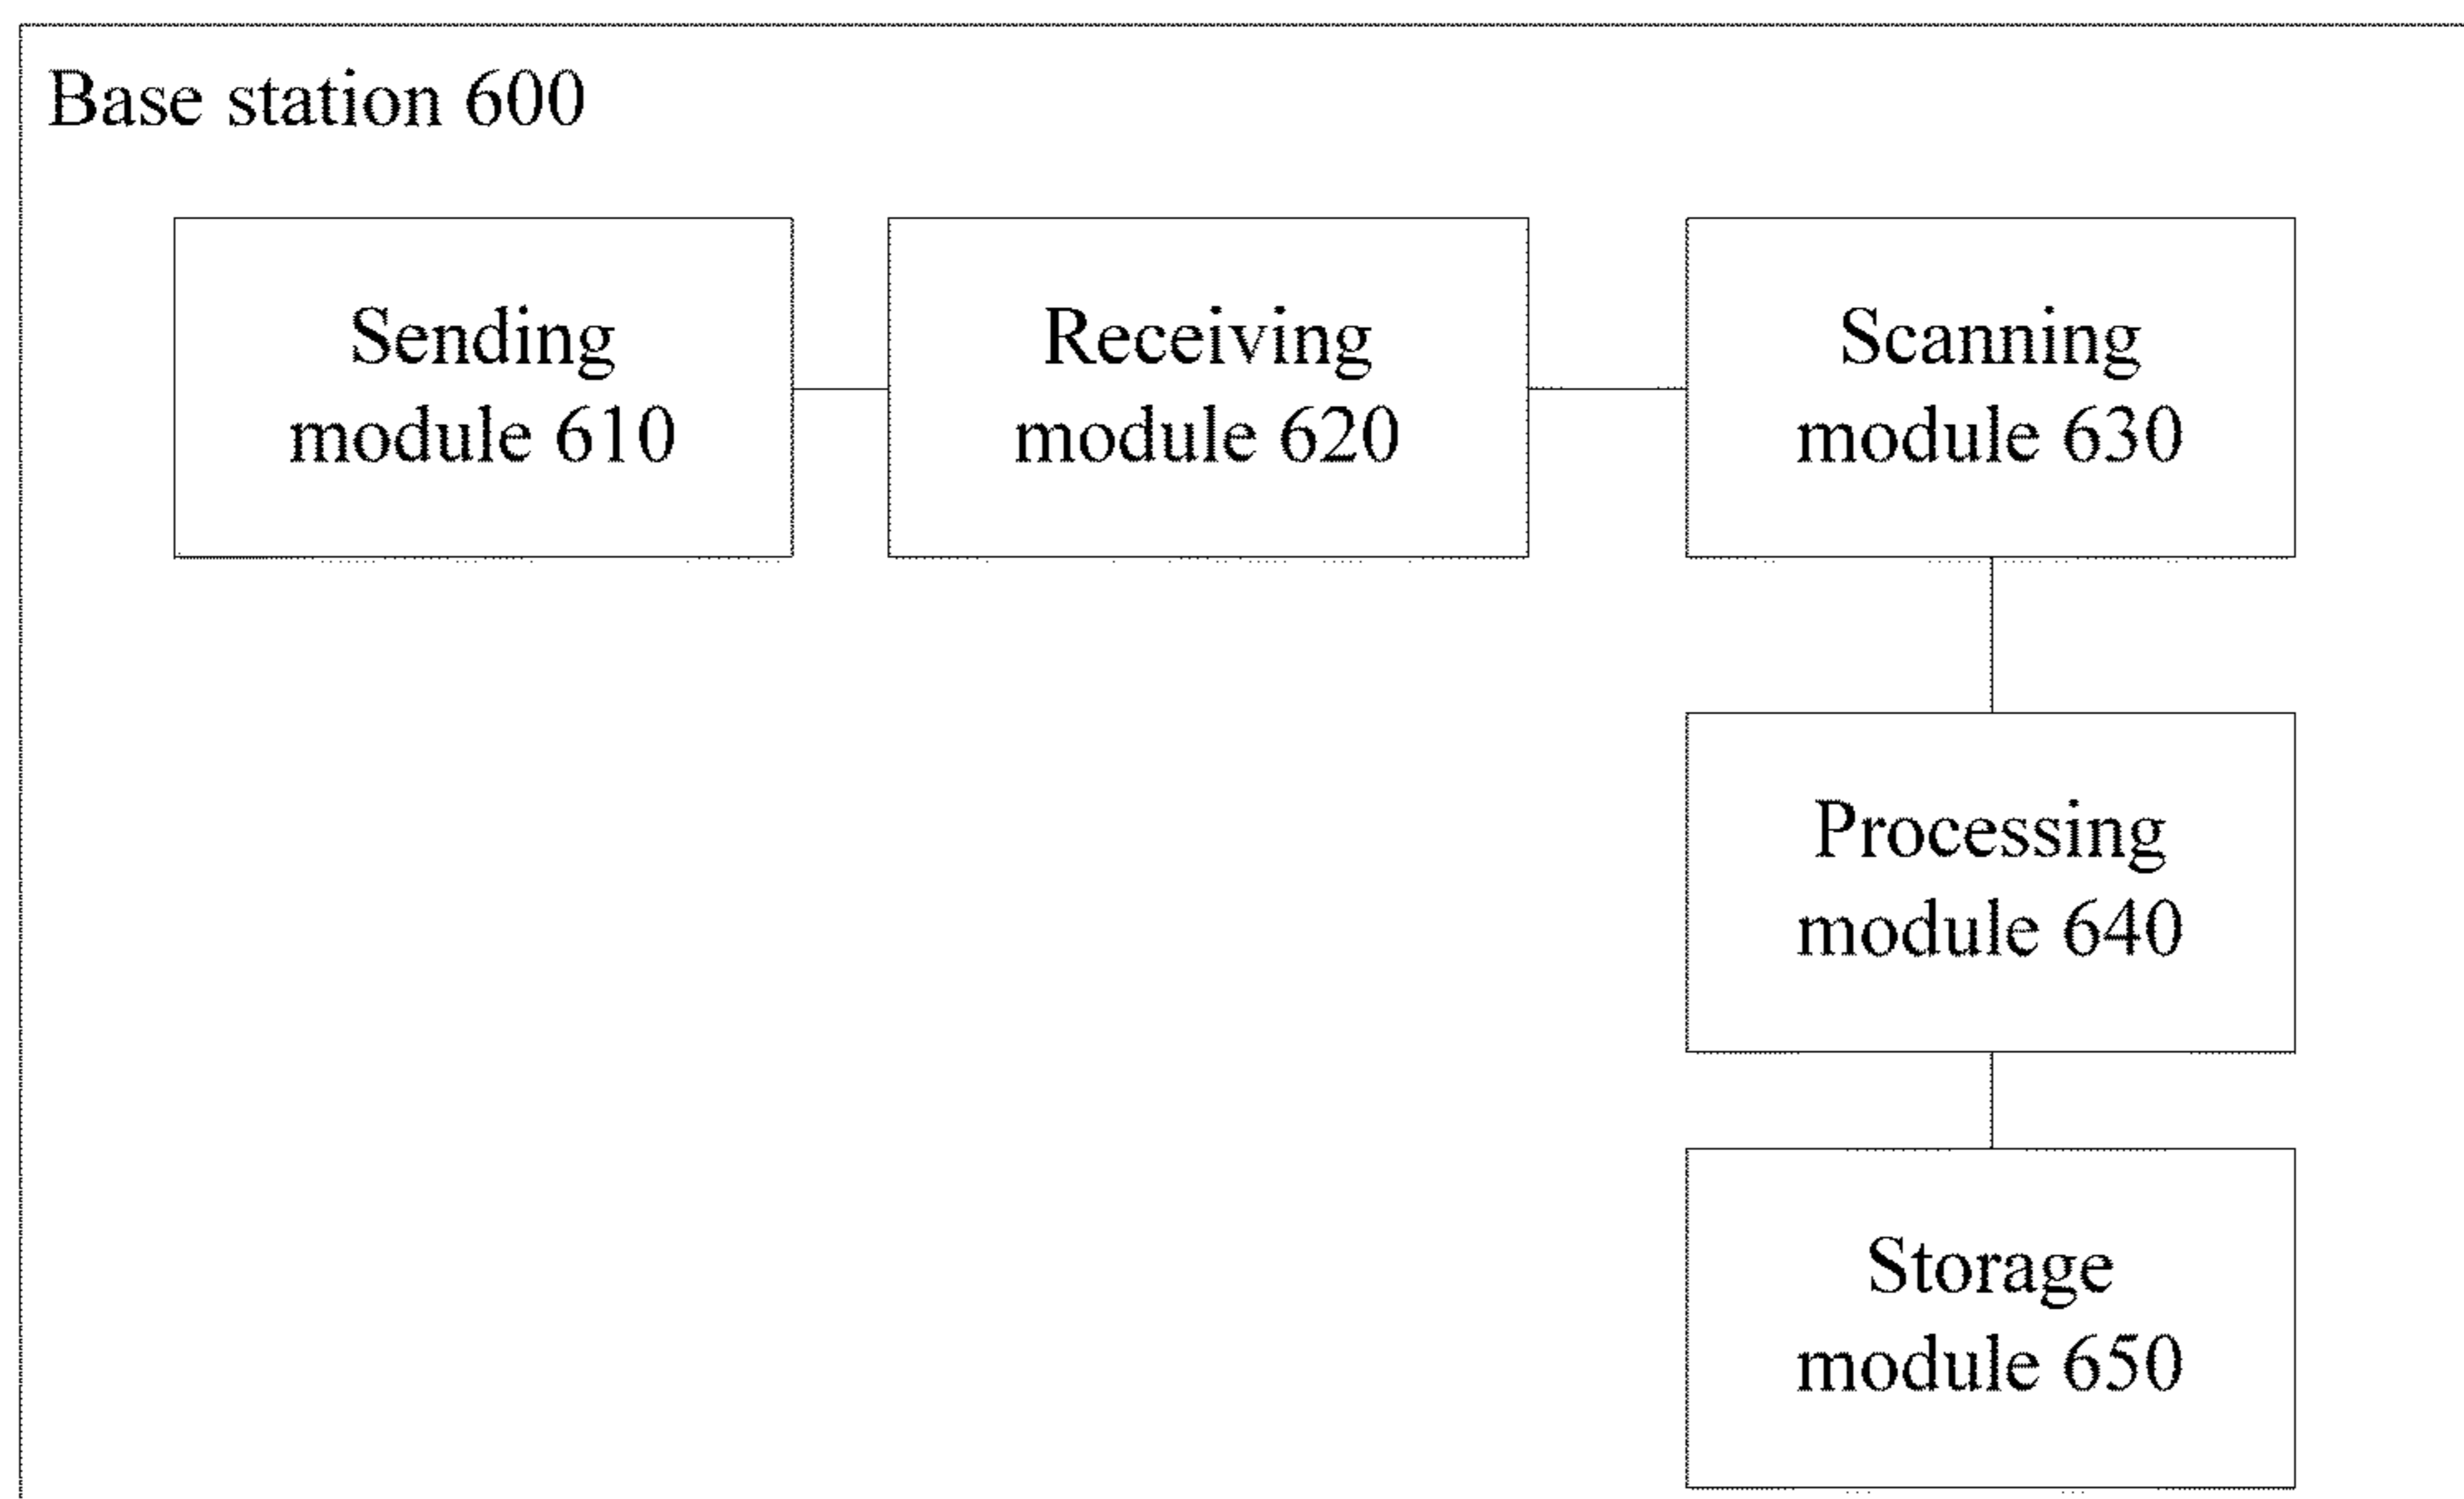 Base station 600
Sending
module 610
Receiving
module 620
Scanning
module 630
Processing
module 640
Storage
module 650